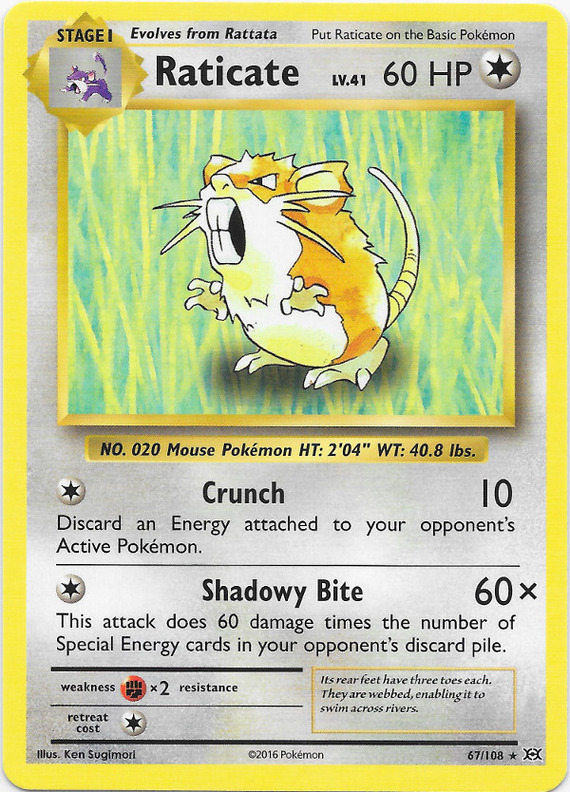 STAGE 1 Evolves from Rattata Put Raticate on the Basic Pokémon
Raticate LV.41 60 HP
NO. 020 Mouse Pokémon HT: 2'04" WT: 40.8 lbs.
Crunch 10
Discard an Energy attached to your opponent's
Active Pokémon.
Shadowy Bite 60×
This attack does 60 damage times the number of
Special Energy cards in your opponent's discard pile.
weakness ×2 resistance
retreat
cost
Its rear feet have three toes each.
They are webbed, enabling it to
swim across rivers.
Illus. Ken Sugimori ©2016 Pokémon 67/108 ★